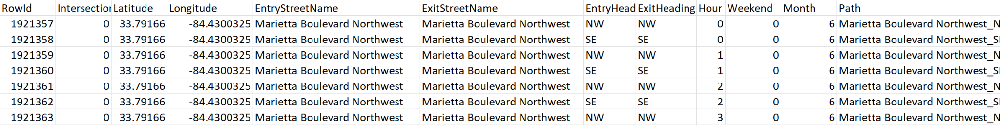 RowId Intersection Latitude Longitude EntryStreetName ExitStreetName EntryHead ExitHeading Hour Weekend Month Path
1921357 0 33.79166 -84.4300325 Marietta Boulevard Northwest Marietta Boulevard Northwest NW NW 0 0 6 Marietta Boulevard Northwest_N
1921358 0 33.79166 -84.4300325 Marietta Boulevard Northwest Marietta Boulevard Northwest SE SE 0 0 6 Marietta Boulevard Northwest_SE
1921359 0 33.79166 -84.4300325 Marietta Boulevard Northwest Marietta Boulevard Northwest NW NW 1 0 6 Marietta Boulevard Northwest_N
1921360 0 33.79166 -84.4300325 Marietta Boulevard Northwest Marietta Boulevard Northwest SE SE 1 0 6 Marietta Boulevard Northwest_SE
1921361 0 33.79166 -84.4300325 Marietta Boulevard Northwest Marietta Boulevard Northwest NW NW 2 0 6 Marietta Boulevard Northwest_N
1921362 0 33.79166 -84.4300325 Marietta Boulevard Northwest Marietta Boulevard Northwest SE SE 2 0 6 Marietta Boulevard Northwest_SE
1921363 0 33.79166 -84.4300325 Marietta Boulevard Northwest Marietta Boulevard Northwest NW NW 3 0 6 Marietta Boulevard Northwest_N